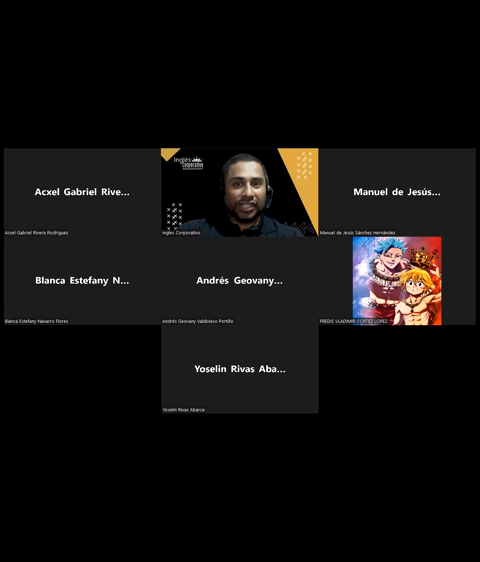 Acxel Gabriel Rive...
Acxel Gabriel Rivera Rodríguez
Inglés
Corporativo
Inglés Corporativo
Manuel de Jesús...
Manuel de Jesús Sánchez Hernández
Blanca Estefany N...
Blanca Estefany Navarro Flores
Andrés Geovany...
Andrés Geovany Valdivieso Portillo
FREDIS VLADIMIR CORTEZ LOPEZ
Yoselin Rivas Aba...
Yoselin Rivas Abarca